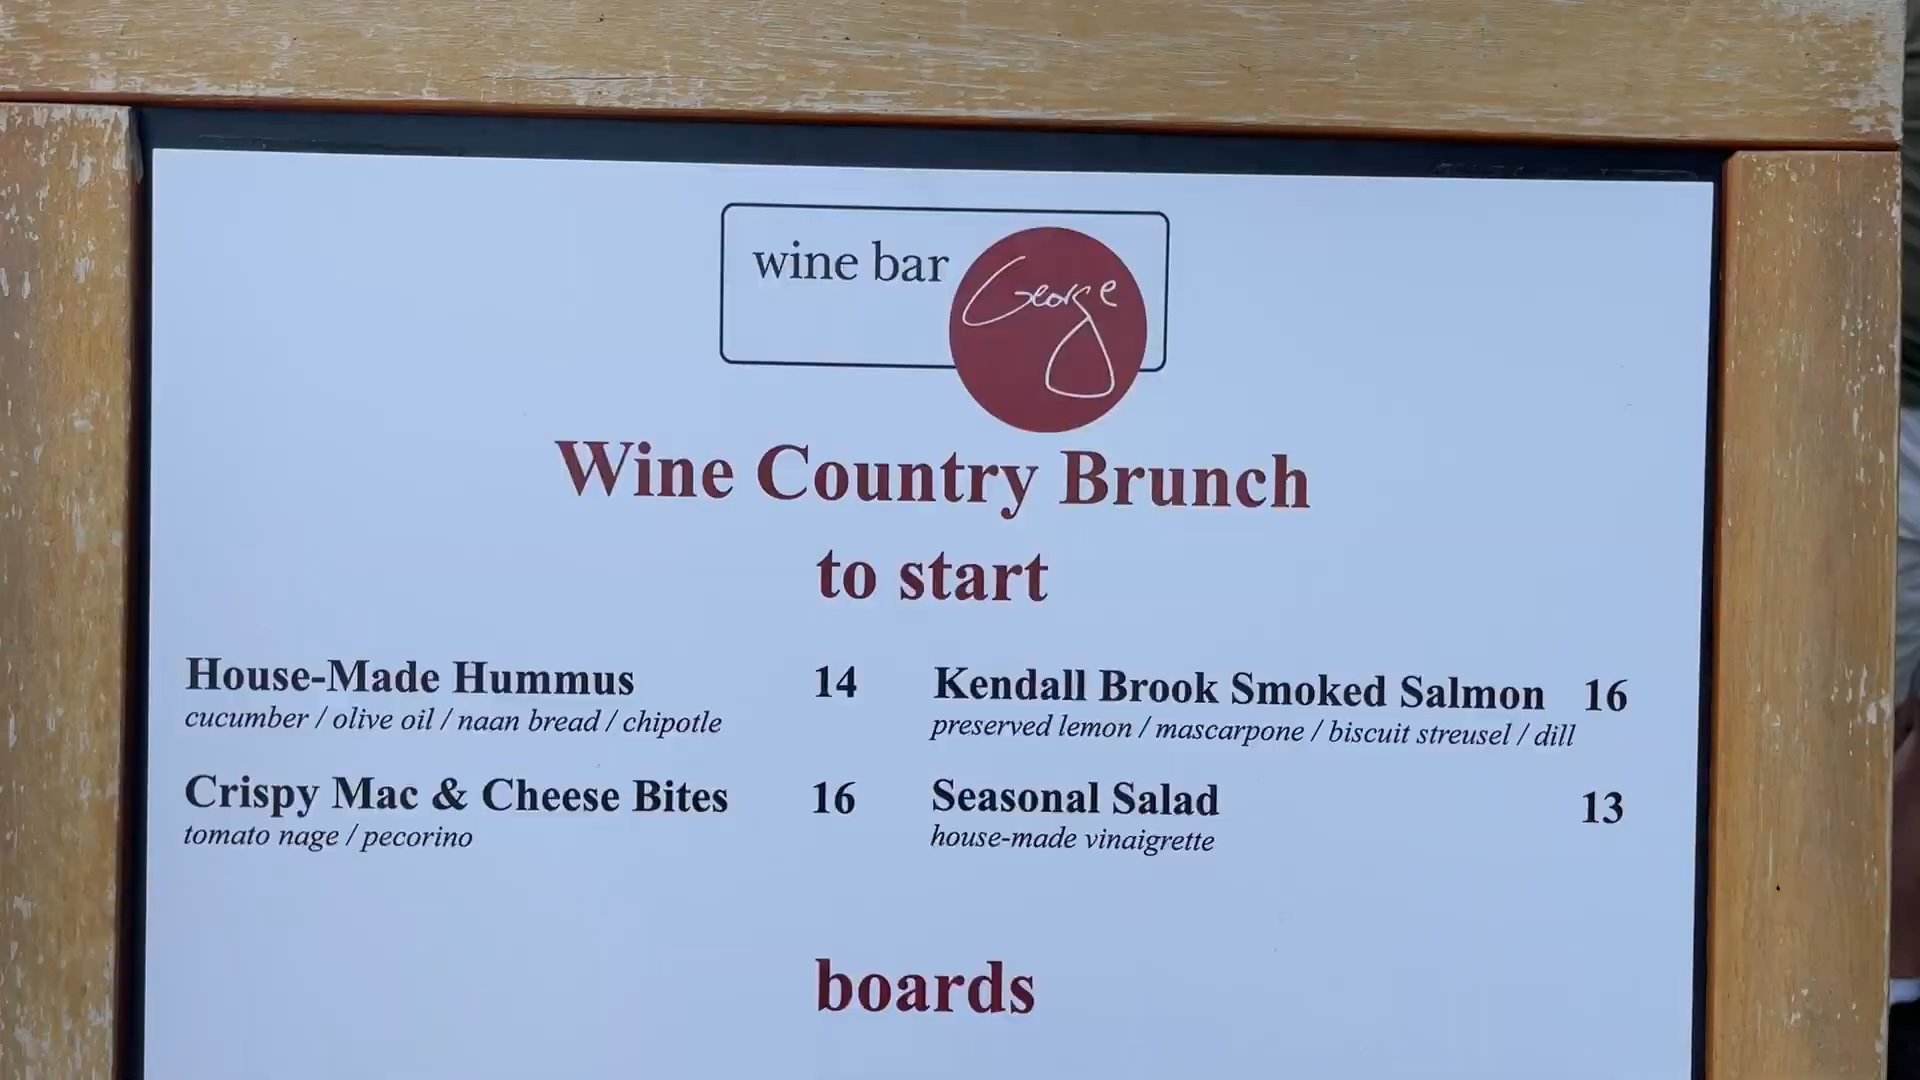 wine bar George
Wine Country Brunch
to start
House-Made Hummus 14
cucumber / olive oil / naan bread / chipotle
Crispy Mac & Cheese Bites 16
tomato nage / pecorino
Kendall Brook Smoked Salmon 16
preserved lemon / mascarpone / biscuit streusel / dill
Seasonal Salad 13
house-made vinaigrette
boards